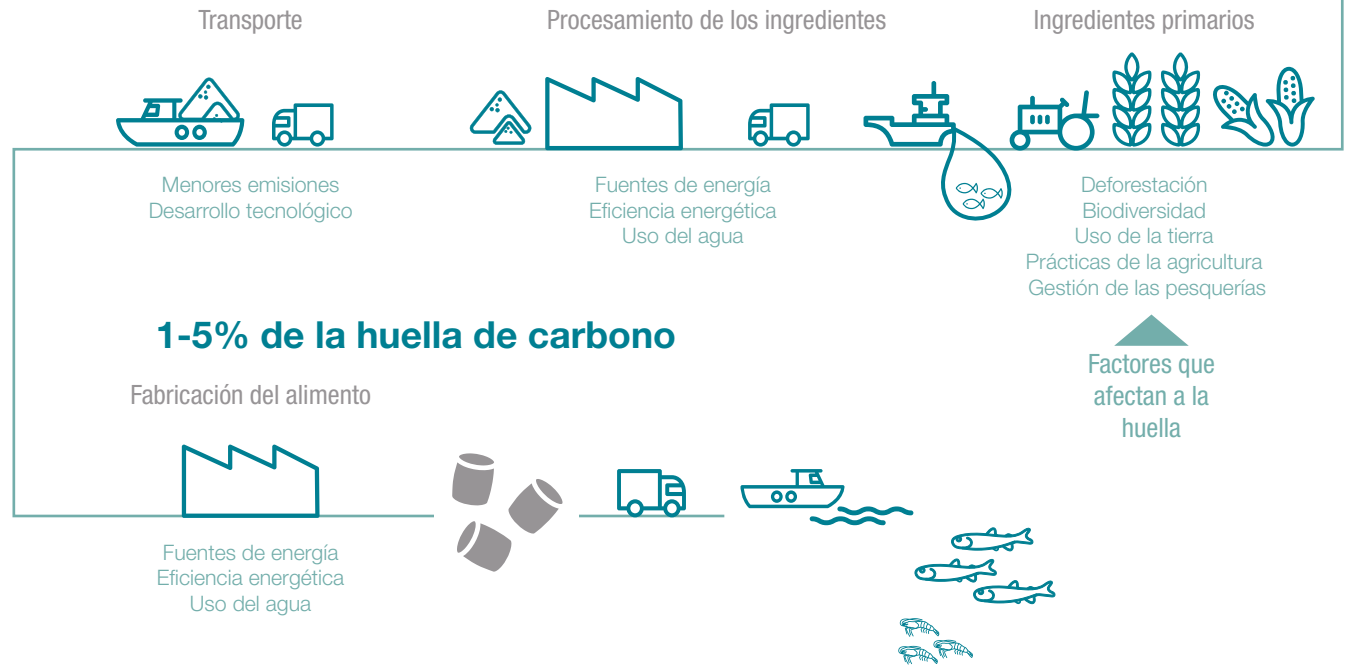 Transporte
Procesamiento de los ingredientes
Ingredientes primarios
Menores emisiones
Desarrollo tecnológico
Fuentes de energía
Eficiencia energética
Uso del agua
Deforestación
Biodiversidad
Uso de la tierra
Prácticas de la agricultura
Gestión de las pesquerías
1-5% de la huella de carbono
Factores que
afectan a la
huella
Fabricación del alimento
Fuentes de energía
Eficiencia energética
Uso del agua